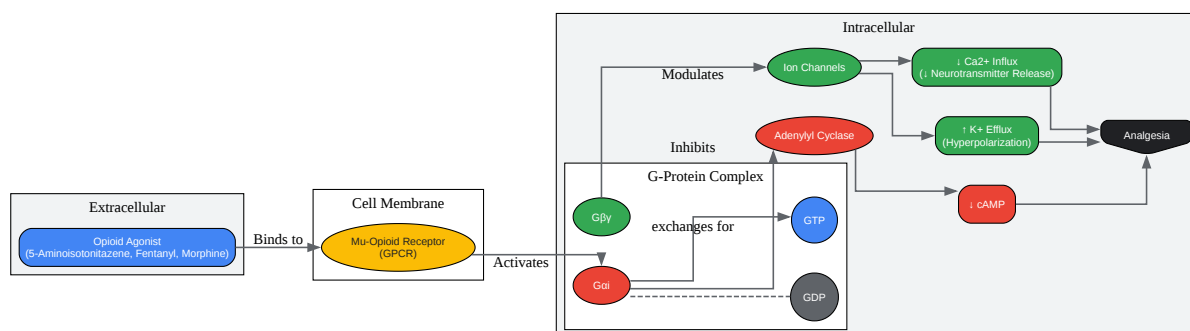 Extracellular
Opioid Agonist
(5-Aminoisotonitazene, Fentanyl, Morphine)
Binds to
Cell Membrane
Mu-Opioid Receptor
(GPCR)
Activates
Intracellular
Modulates
Ion Channels
↓ Ca2+ Influx
(↓ Neurotransmitter Release)
Adenylyl Cyclase
↑ K+ Efflux
(Hyperpolarization)
Analgesia
Inhibits
G-Protein Complex
↓ cAMP
Gβγ
exchanges for
GTP
Gαi
GDP